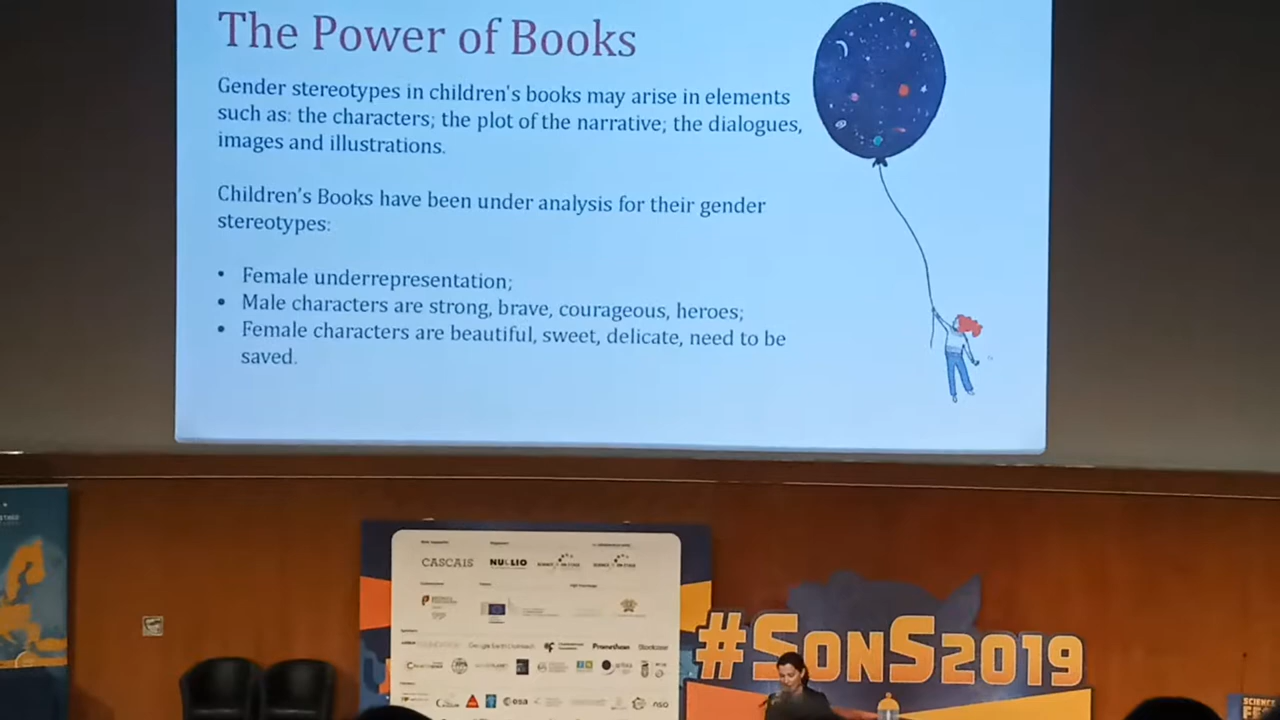 The Power of Books
Gender stereotypes in children's books may arise in elements
such as: the characters; the plot of the narrative; the dialogues,
images and illustrations.
Children's Books have been under analysis for their gender
stereotypes:
• Female underrepresentation;
• Male characters are strong, brave, courageous, heroes;
• Female characters are beautiful, sweet, delicate, need to be
saved.
CASCAIS
NUCLIO
Google Earth Outreach
Promethean
esa
nso
#SonS2019
SCIENCE